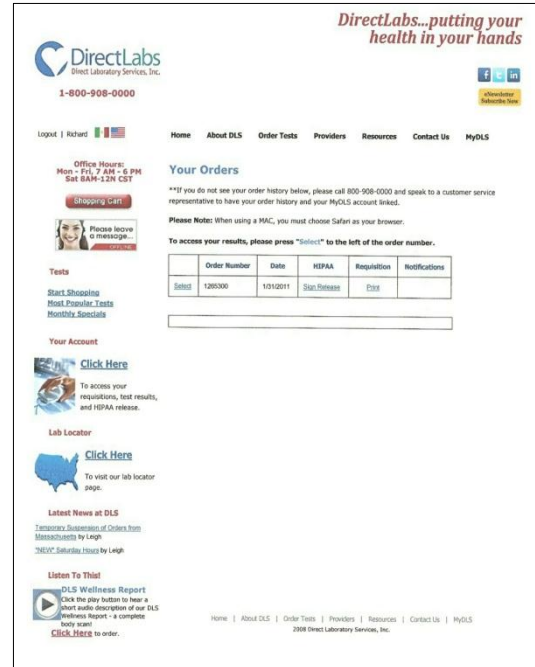 DirectLabs...putting your
health in your hands
DirectLabs
Direct Laboratory Services, Inc.
1-800-908-0000
eNewsletter
Subscribe Now
Logout | Richard
Home About DLS Order Tests Providers Resources Contact Us MyDLS
Office Hours:
Mon - Fri, 7 AM - 6 PM
Sat 8AM-12N CST
Shopping Cart
Please leave
a message...
OFFLINE
Tests
Start Shopping
Most Popular Tests
Monthly Specials
Your Account
Click Here
To access your
requisitions, test results,
and HIPAA release.
Lab Locator
Click Here
To visit our lab locator
page.
Latest News at DLS
Temporary Suspension of Orders from
Massachusetts by Leigh
"NEW" Saturday Hours by Leigh
Listen To This!
DLS Wellness Report
Click the play button to hear a
short audio description of our DLS
Wellness Report - a complete
body scan!
Click Here to order.
Your Orders
**If you do not see your order history below, please call 800-908-0000 and speak to a customer service
representative to have your order history and your MyDLS account linked.
Please Note: When using a MAC, you must choose Safari as your browser.
To access your results, please press "Select" to the left of the order number.
Order Number Date HIPAA Requisition Notifications
Select 1265300 1/31/2011 Sign Release Print
Home | About DLS | Order Tests | Providers | Resources | Contact Us | MyDLS
2008 Direct Laboratory Services, Inc.